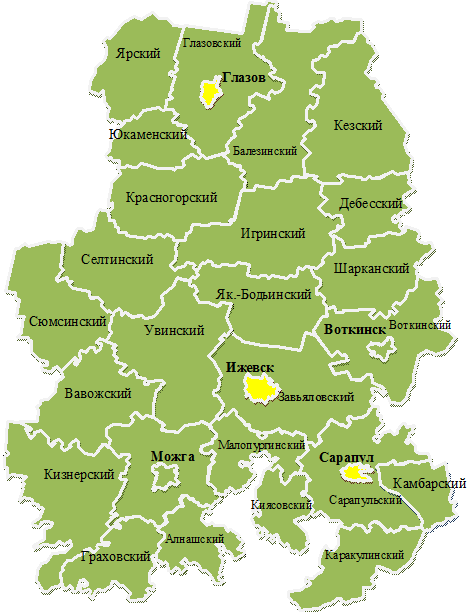 Глазовский
Ярский
Глазов
Кезский
Юкаменский
Балезинский
Красногорский
Дебесский
Игринский
Селтинский
Шарканский
Як.-Бодьинский
Сюмсинский
Увинский
Воткинск
Воткинский
Ижевск
Вавожский
Завьяловский
Малопургинский
Можга
Сарапул
Кизнерский
Камбарский
Сарапульский
Киясовский
Алнашский
Граховский
Каракулинский